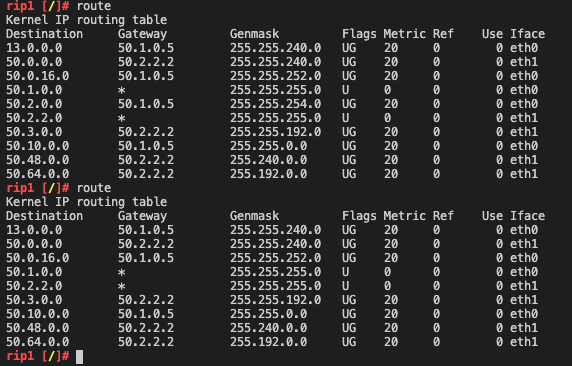 rip1 [/]# route
Kernel IP routing table
Destination Gateway Genmask Flags Metric Ref Use Iface
13.0.0.0 50.1.0.5 255.255.240.0 UG 20 0 0 eth0
50.0.0.0 50.2.2.2 255.255.240.0 UG 20 0 0 eth1
50.0.16.0 50.1.0.5 255.255.252.0 UG 20 0 0 eth0
50.1.0.0 * 255.255.255.0 U 0 0 0 eth0
50.2.0.0 50.1.0.5 255.255.254.0 UG 20 0 0 eth0
50.2.2.0 * 255.255.255.0 U 0 0 0 eth1
50.3.0.0 50.2.2.2 255.255.192.0 UG 20 0 0 eth1
50.10.0.0 50.1.0.5 255.255.0.0 UG 20 0 0 eth0
50.48.0.0 50.2.2.2 255.240.0.0 UG 20 0 0 eth1
50.64.0.0 50.2.2.2 255.192.0.0 UG 20 0 0 eth1
rip1 [/]# route
Kernel IP routing table
Destination Gateway Genmask Flags Metric Ref Use Iface
13.0.0.0 50.1.0.5 255.255.240.0 UG 20 0 0 eth0
50.0.0.0 50.2.2.2 255.255.240.0 UG 20 0 0 eth1
50.0.16.0 50.1.0.5 255.255.252.0 UG 20 0 0 eth0
50.1.0.0 * 255.255.255.0 U 0 0 0 eth0
50.2.2.0 * 255.255.255.0 U 0 0 0 eth1
50.3.0.0 50.2.2.2 255.255.192.0 UG 20 0 0 eth1
50.10.0.0 50.1.0.5 255.255.0.0 UG 20 0 0 eth0
50.48.0.0 50.2.2.2 255.240.0.0 UG 20 0 0 eth1
50.64.0.0 50.2.2.2 255.192.0.0 UG 20 0 0 eth1
rip1 [/]#